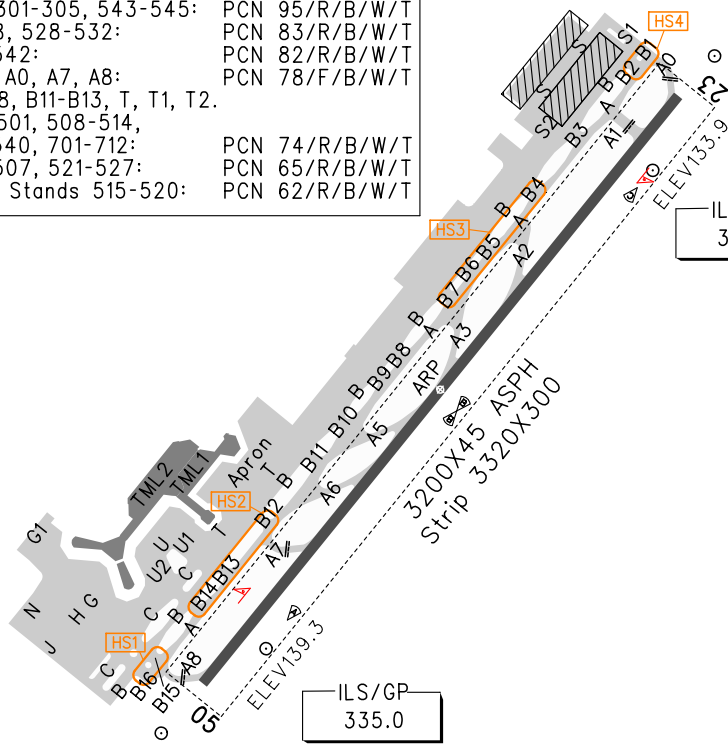 301-305, 543-545: PCN 95/R/B/W/T
, 528-532: PCN 83/R/B/W/T
542: PCN 82/R/B/W/T
A0, A7, A8: PCN 78/F/B/W/T
8, B11-B13, T, T1, T2.
501, 508-514,
540, 701-712: PCN 74/R/B/W/T
507, 521-527: PCN 65/R/B/W/T
Stands 515-520: PCN 62/R/B/W/T
HS4
S1
B1
B2
A0
S
S
S2
B
A
B3
A1
23
ELEV133.9
IL
3
B4
B
A
HS3
B5
B6
B7
A2
B
A
A3
B8
B9
B
ARP
B10
A5
3200X45 ASPH
Strip 3320X300
B11
B
A6
Apron
T
TML1
TML2
HS2
B12
T
A7
G1
U
U1
U2
C
B13
B14
C
B
A
N
H
G
J
HS1
C
B
B16
B15
A8
05
ELEV139.3
ILS/GP
335.0